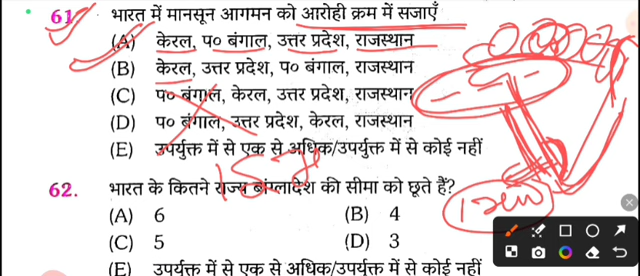 61. भारत में मानसून आगमन को आरोही क्रम में सजाएँ
(A) केरल, प० बंगाल, उत्तर प्रदेश, राजस्थान
(B) केरल, उत्तर प्रदेश, प० बंगाल, राजस्थान
(C) प० बंगाल, केरल, उत्तर प्रदेश, राजस्थान
(D) प० बंगाल, उत्तर प्रदेश, केरल, राजस्थान
(E) उपर्युक्त में से एक से अधिक/उपर्युक्त में से कोई नहीं
62. भारत के कितने राज्य बांग्लादेश की सीमा को छूते हैं?
(A) 6 (B) 4
(C) 5 (D) 3
(E) उपर्युक्त में से एक से अधिक/उपर्युक्त में से कोई नहीं